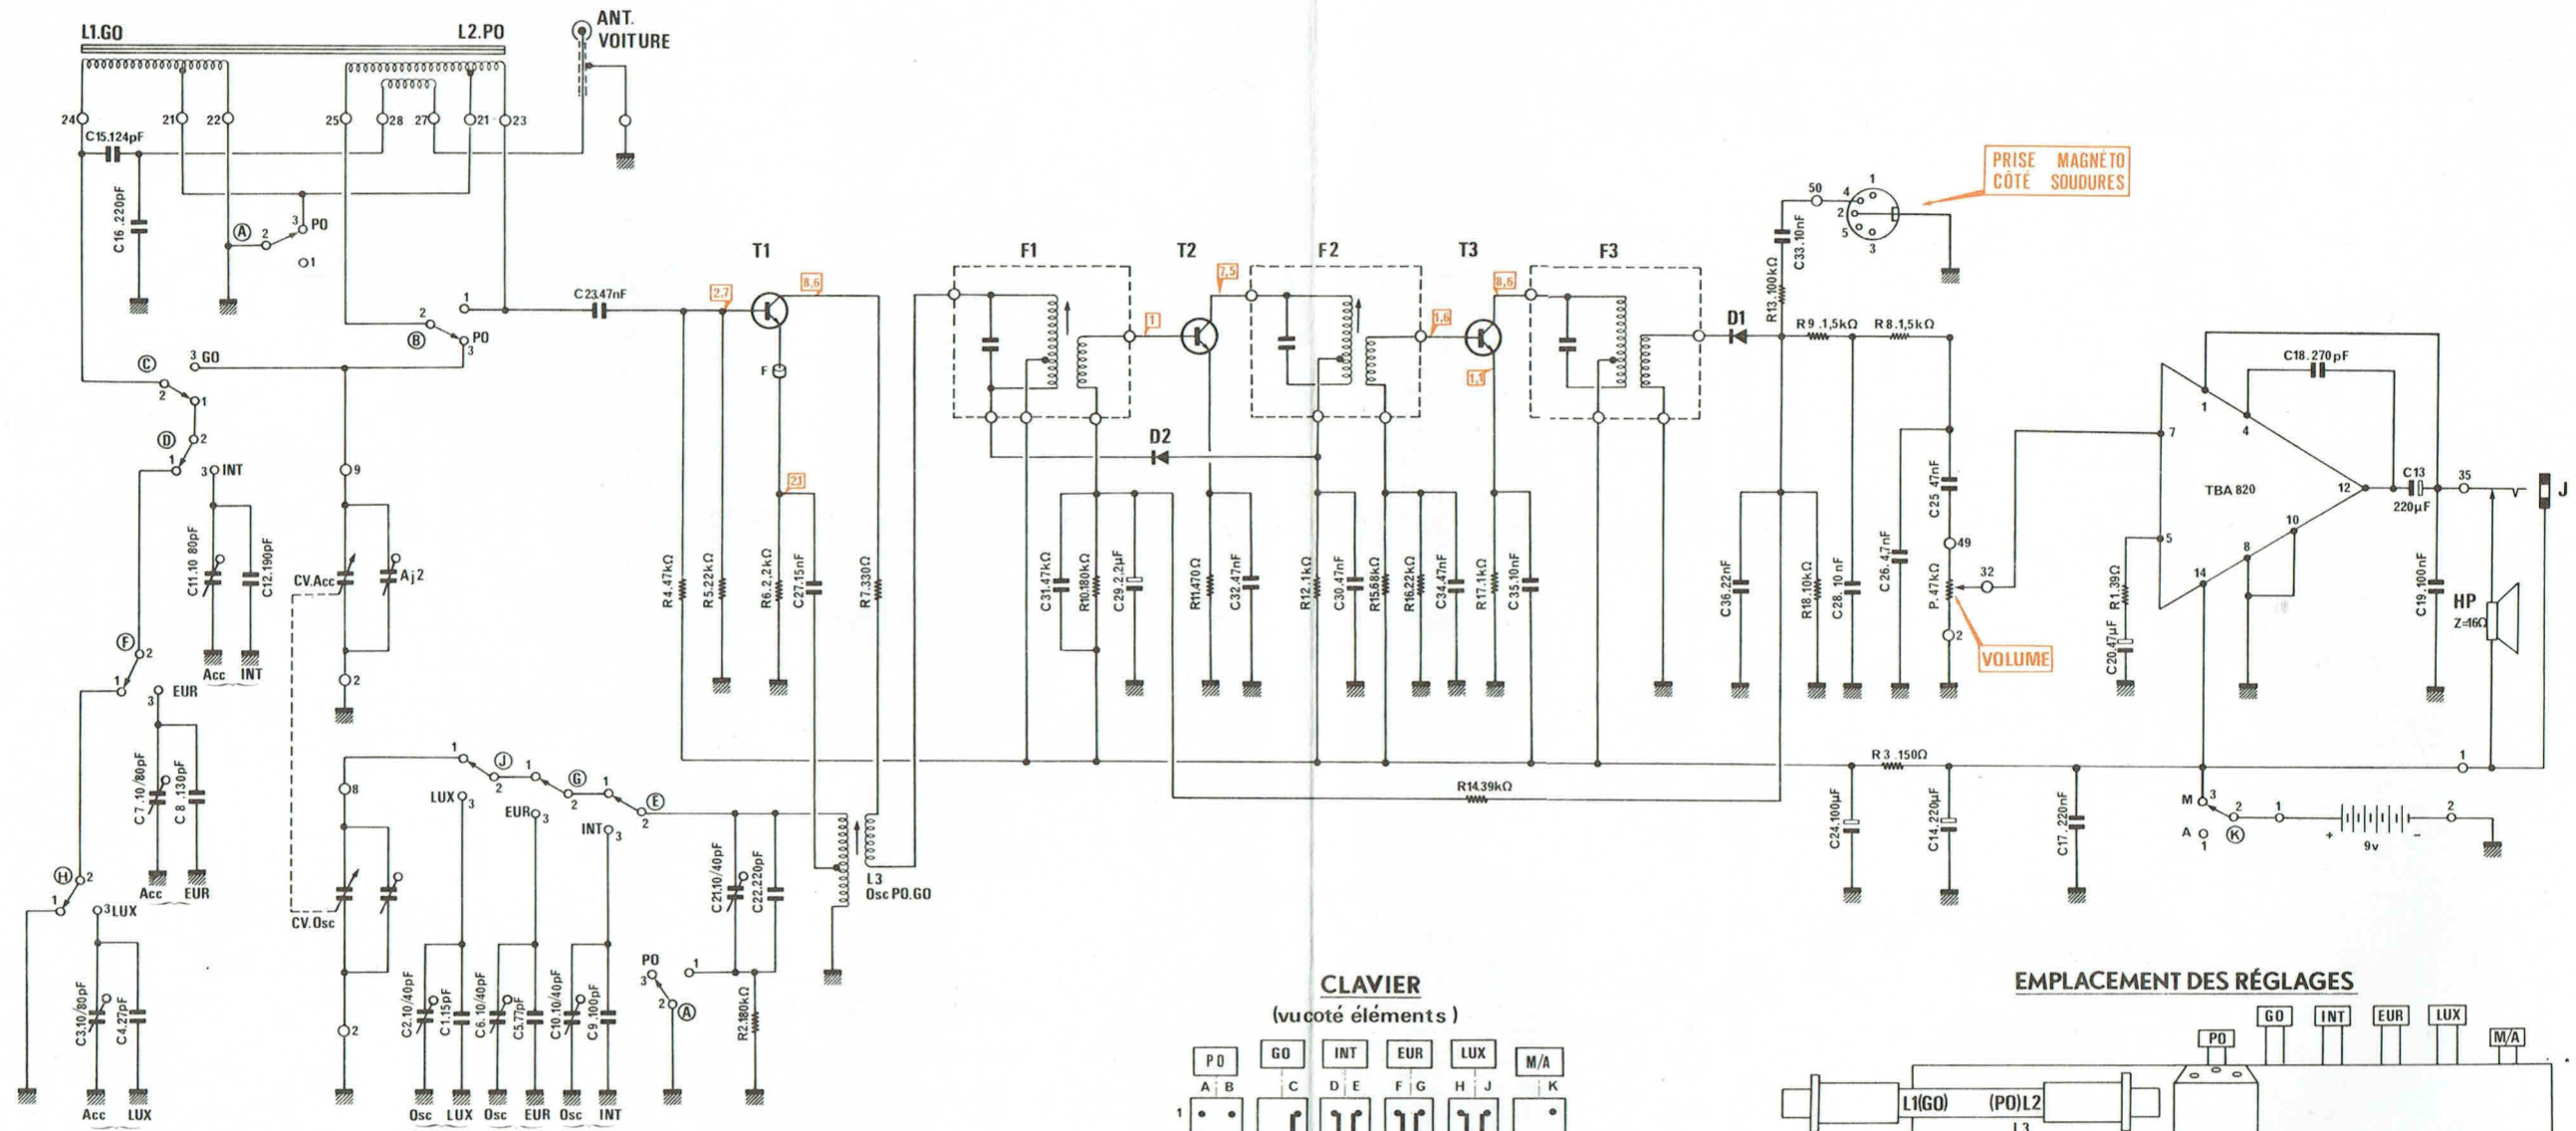 L1.GO
L2.PO
ANT.
VOITURE
24
21
22
25
28
27
21
23
C15.124pF
C16.220pF
A
2
3
PO
1
1
2
B
PO
3
C23.47nF
C
3 GO
2
1
D
2
1
3 INT
C11.10 80pF
C12.190pF
Acc
INT
9
CV.Acc
Aj2
2
F
2
1
EUR
3
C7.10/80pF
C8.130pF
Acc
EUR
H
2
1
3 LUX
C3.10/80pF
C4.27pF
Acc
LUX
8
CV.Osc
2
1
J
2
1
G
2
1
E
2
LUX 3
EUR 3
INT 3
C2.10/40pF
C1.15pF
C6.10/40pF
C5.77pF
C10.10/40pF
C9.100pF
Osc
LUX
Osc
EUR
Osc
INT
C21.10/40pF
C22.220pF
PO
3
1
2
A
R2.180kΩ
L3
Osc PO.GO
T1
2,7
8,6
F
2,1
R4.47kΩ
R5.22kΩ
R6.2.2kΩ
C27.15nF
R7.330Ω
F1
1
T2
7,5
F2
1,6
T3
8,6
1,1
F3
D2
D1
C31.47kΩ
R10.180kΩ
C29.2.2µF
R11.470Ω
C32.47nF
R12.1kΩ
C30.47nF
R15.68kΩ
R16.22kΩ
C34.47nF
R17.1kΩ
C35.10nF
R14.39kΩ
R13.100kΩ
C33.10nF
50
1
4
2
5
3
PRISE MAGNÉTO
CÔTÉ SOUDURES
R9.1,5kΩ
R8.1,5kΩ
C36.22nF
R18.10kΩ
C28.10nF
C26.4,7nF
C25.47nF
49
P.47kΩ
32
2
VOLUME
R3.150Ω
C24.100µF
C14.220µF
C17.220nF
7
5
1
4
TBA 820
12
10
8
14
C18.270pF
C13
220µF
35
J
R1.39Ω
C20.47µF
C19.100nF
HP
Z=16Ω
1
M
3
2
A
1
K
1
+
9v
-
2
CLAVIER
(vu coté éléments)
PO
GO
INT
EUR
LUX
M/A
A B
C
D E
F G
H J
K
1
EMPLACEMENT DES RÉGLAGES
GO
INT
EUR
LUX
PO
M/A
L1(GO)
(PO)L2
L3